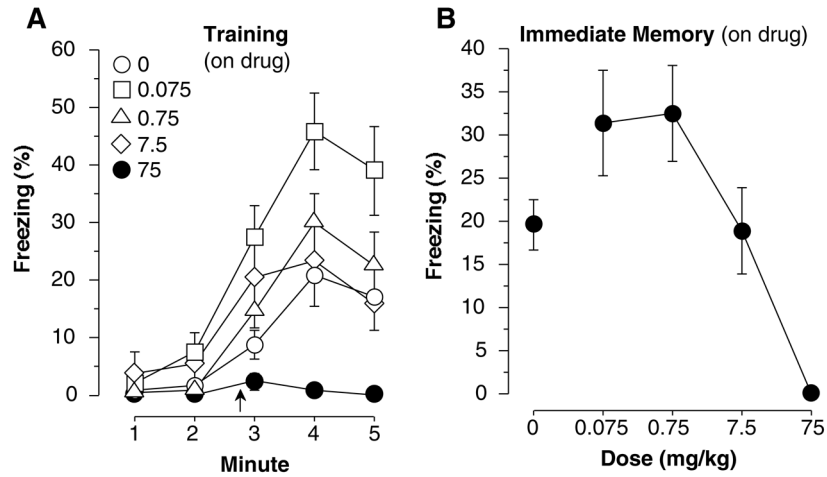 A
Training
(on drug)
60
50
40
30
20
10
0
Freezing (%)
0
0.075
0.75
7.5
75
1 2 3 4 5
Minute
B
Immediate Memory (on drug)
40
35
30
25
20
15
10
5
0
Freezing (%)
0 0.075 0.75 7.5 75
Dose (mg/kg)